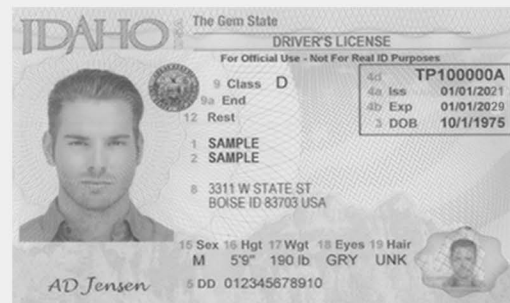 IDAHO
The Gem State
DRIVER'S LICENSE
For Official Use - Not For Real ID Purposes
9 Class D
9a End
12 Rest
4d TP100000A
4a Iss 01/01/2021
4b Exp 01/01/2029
3 DOB 10/1/1975
1 SAMPLE
2 SAMPLE
8 3311 W STATE ST
BOISE ID 83703 USA
15 Sex 16 Hgt 17 Wgt 18 Eyes 19 Hair
M 5'9" 190 lb GRY UNK
5 DD 012345678910
AD Jensen